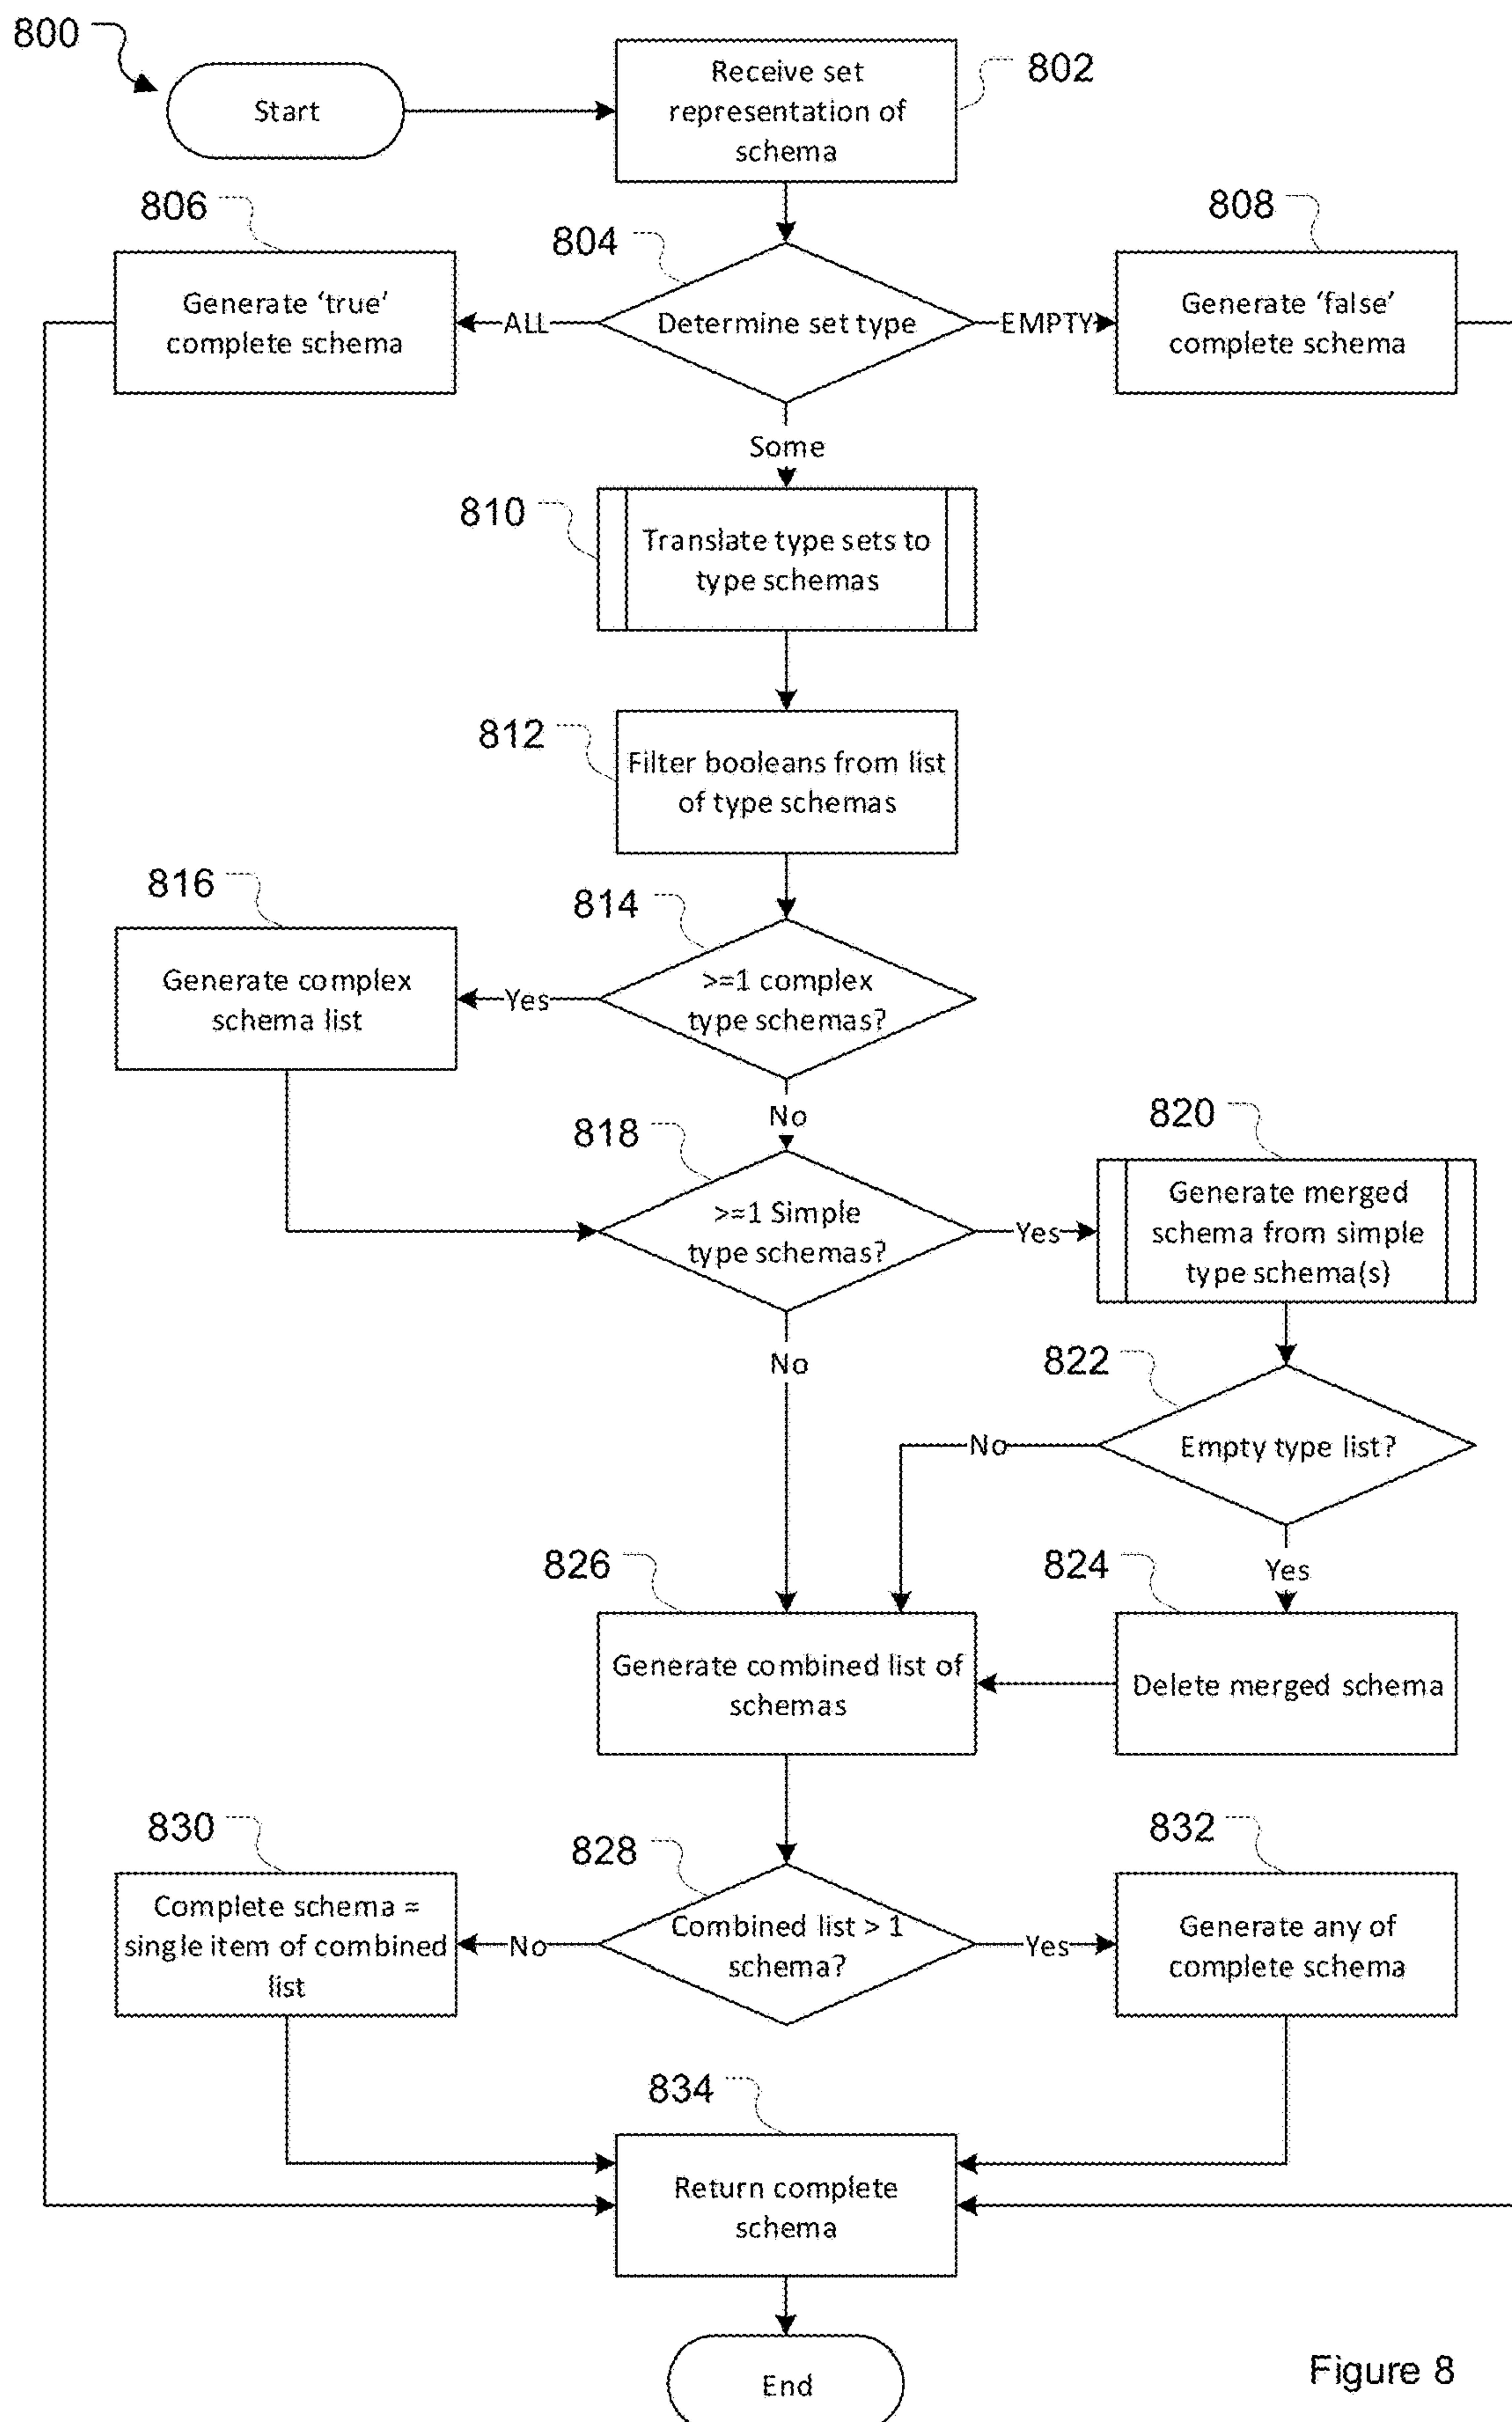 800
Start
Receive set
representation of
schema
802
806
804
808
Generate ‘true’
complete schema
ALL
Determine set type
EMPTY
Generate ‘false’
complete schema
Some
810
Translate type sets to
type schemas
812
Filter booleans from list
of type schemas
816
814
Generate complex
schema list
Yes
>=1 complex
type schemas?
No
818
820
>=1 Simple
type schemas?
Yes
Generate merged
schema from simple
type schema(s)
No
822
No
Empty type list?
Yes
826
824
Generate combined list of
schemas
Delete merged schema
830
828
832
Complete schema =
single item of combined
list
No
Combined list > 1
schema?
Yes
Generate any of
complete schema
834
Return complete
schema
End
Figure 8